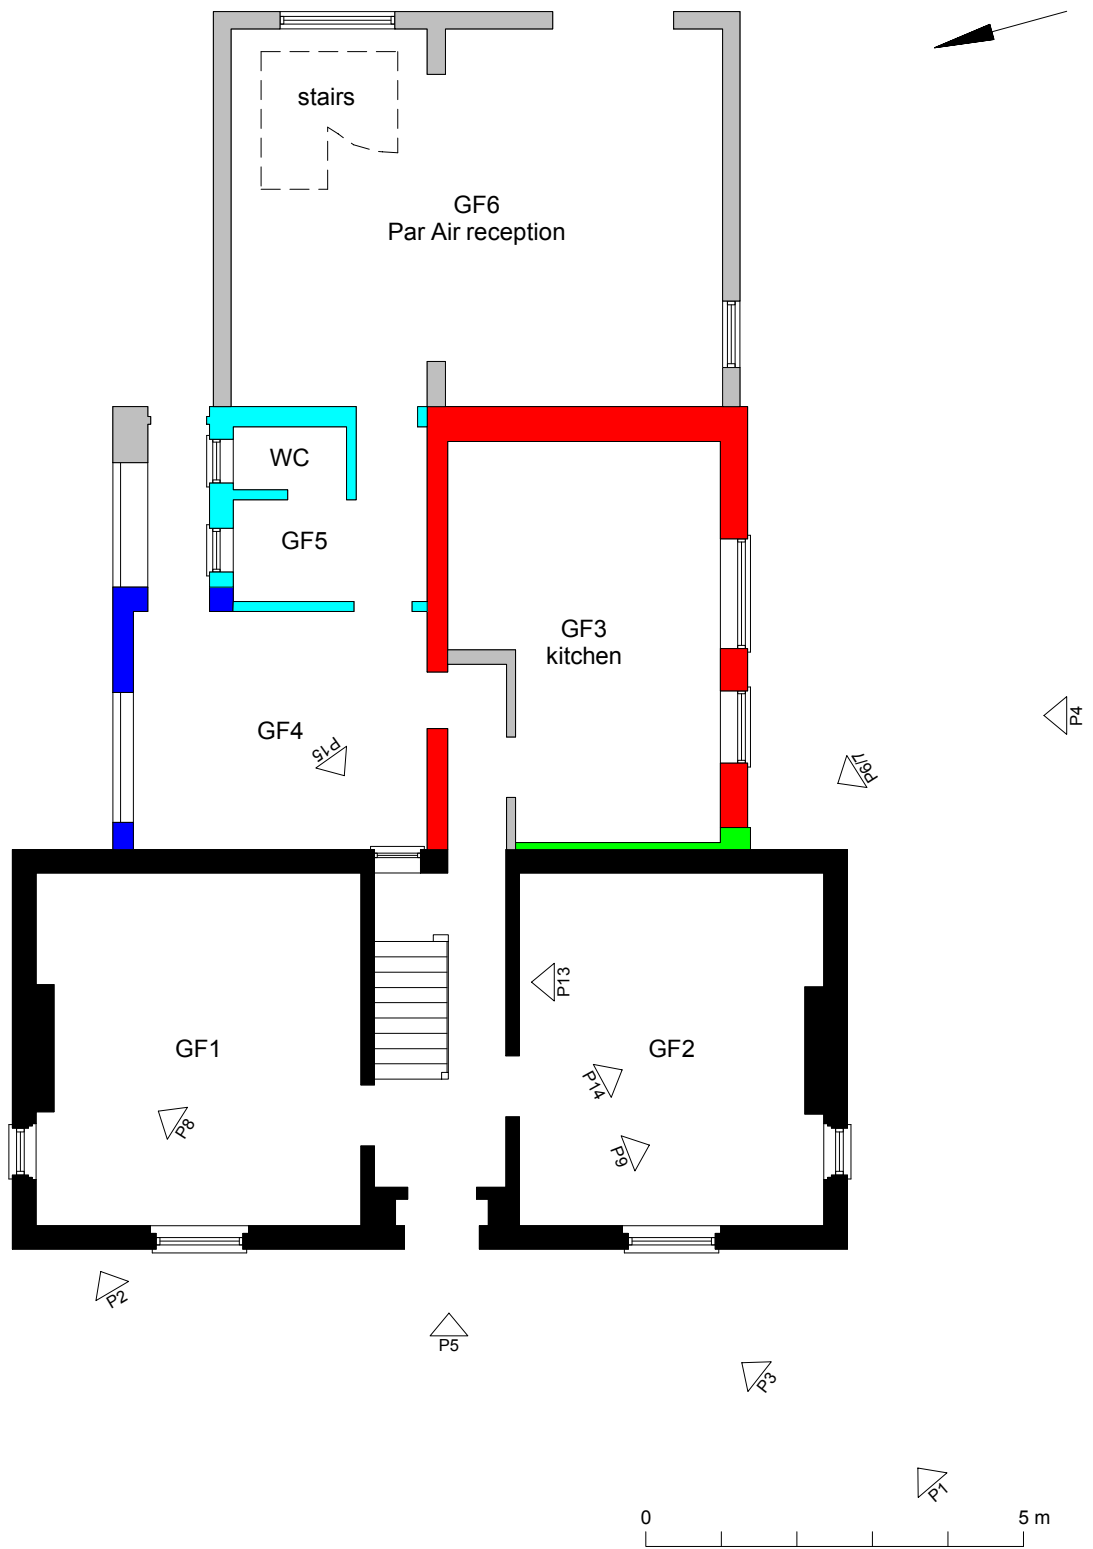 stairs
GF6
Par Air reception
WC
GF5
GF3
kitchen
P4
GF4
P15
P6/7
P13
GF1
GF2
P14
P8
P9
P2
P5
P3
P1
0
5 m